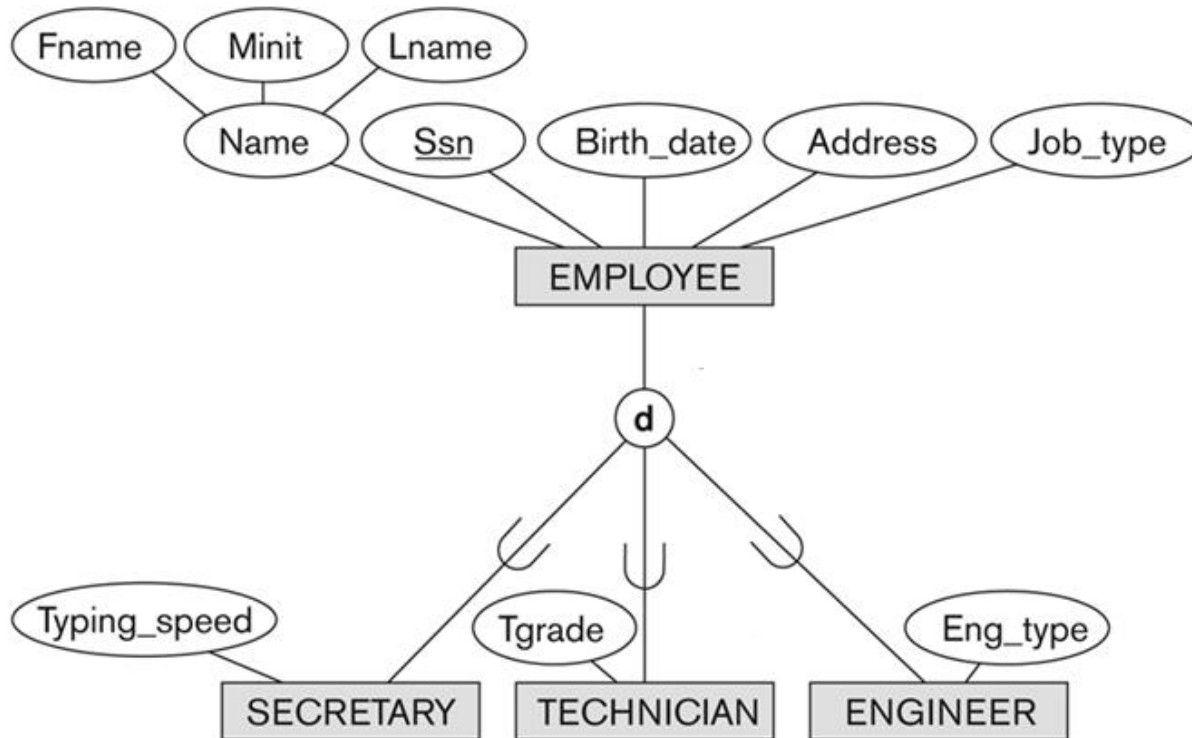 Fname
Minit
Lname
Name
Ssn
Birth_date
Address
Job_type
EMPLOYEE
d
Typing_speed
Tgrade
Eng_type
SECRETARY
TECHNICIAN
ENGINEER